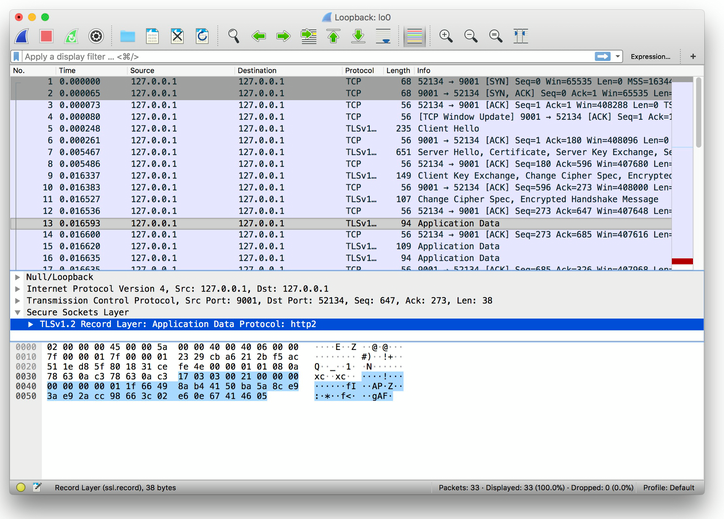 Loopback: lo0
Apply a display filter ... <⌘/>
Expression...
+
No. Time Source Destination Protocol Length Info
1 0.000000 127.0.0.1 127.0.0.1 TCP 68 52134 → 9001 [SYN] Seq=0 Win=65535 Len=0 MSS=16344
2 0.000065 127.0.0.1 127.0.0.1 TCP 68 9001 → 52134 [SYN, ACK] Seq=0 Ack=1 Win=65535 Len=
3 0.000073 127.0.0.1 127.0.0.1 TCP 56 52134 → 9001 [ACK] Seq=1 Ack=1 Win=408288 Len=0 TS
4 0.000080 127.0.0.1 127.0.0.1 TCP 56 [TCP Window Update] 9001 → 52134 [ACK] Seq=1 Ack=1
5 0.000248 127.0.0.1 127.0.0.1 TLSv1… 235 Client Hello
6 0.000261 127.0.0.1 127.0.0.1 TCP 56 9001 → 52134 [ACK] Seq=1 Ack=180 Win=408096 Len=0
7 0.005467 127.0.0.1 127.0.0.1 TLSv1… 651 Server Hello, Certificate, Server Key Exchange, Se
8 0.005486 127.0.0.1 127.0.0.1 TCP 56 52134 → 9001 [ACK] Seq=180 Ack=596 Win=407680 Len=
9 0.016337 127.0.0.1 127.0.0.1 TLSv1… 149 Client Key Exchange, Change Cipher Spec, Encrypted
10 0.016383 127.0.0.1 127.0.0.1 TCP 56 9001 → 52134 [ACK] Seq=596 Ack=273 Win=408000 Len=
11 0.016527 127.0.0.1 127.0.0.1 TLSv1… 107 Change Cipher Spec, Encrypted Handshake Message
12 0.016536 127.0.0.1 127.0.0.1 TCP 56 52134 → 9001 [ACK] Seq=273 Ack=647 Win=407648 Len=
13 0.016593 127.0.0.1 127.0.0.1 TLSv1… 94 Application Data
14 0.016600 127.0.0.1 127.0.0.1 TCP 56 52134 → 9001 [ACK] Seq=273 Ack=685 Win=407616 Len=
15 0.016620 127.0.0.1 127.0.0.1 TLSv1… 109 Application Data
16 0.016635 127.0.0.1 127.0.0.1 TLSv1… 94 Application Data
17 0.016635 127.0.0.1 127.0.0.1 TCP 56 9001 → 52134 [ACK] Seq=685 Ack=326 Win=407968 Len=
Null/Loopback
Internet Protocol Version 4, Src: 127.0.0.1, Dst: 127.0.0.1
Transmission Control Protocol, Src Port: 9001, Dst Port: 52134, Seq: 647, Ack: 273, Len: 38
Secure Sockets Layer
TLSv1.2 Record Layer: Application Data Protocol: http2
0000 02 00 00 00 45 00 00 5a 00 00 40 00 40 06 00 00 ····E··Z ··@·@···
0010 7f 00 00 01 7f 00 00 01 23 29 cb a6 21 2b f5 ac ········ #)··!+··
0020 51 1e d5 f0 80 18 31 ce fe 4e 00 00 01 01 08 0a Q·····1· ·N······
0030 78 63 0a c3 78 63 0a c3 17 03 03 00 21 00 00 00 xc··xc·· ····!···
0040 00 00 00 00 01 1f 66 49 8a b4 41 50 ba 5a 8c e9 ······fI ··AP·Z··
0050 3a e9 2a cc 98 66 3c 02 e6 0e 67 41 46 05 :·*··f<· ··gAF·
Record Layer (ssl.record), 38 bytes
Packets: 33 · Displayed: 33 (100.0%) · Dropped: 0 (0.0%)
Profile: Default